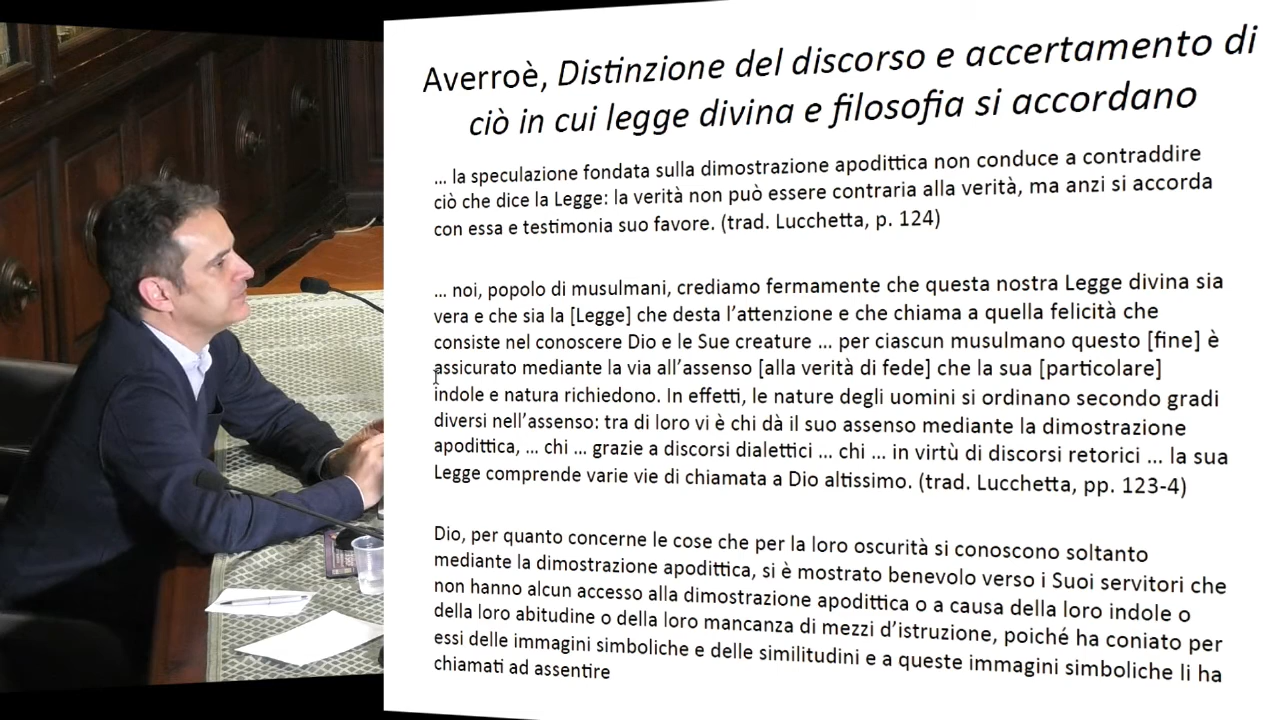 Averroè, Distinzione del discorso e accertamento di
ciò in cui legge divina e filosofia si accordano
... la speculazione fondata sulla dimostrazione apodittica non conduce a contraddire
ciò che dice la Legge: la verità non può essere contraria alla verità, ma anzi si accorda
con essa e testimonia suo favore. (trad. Lucchetta, p. 124)
... noi, popolo di musulmani, crediamo fermamente che questa nostra Legge divina sia
vera e che sia la [Legge] che desta l'attenzione e che chiama a quella felicità che
consiste nel conoscere Dio e le Sue creature ... per ciascun musulmano questo [fine] è
assicurato mediante la via all'assenso [alla verità di fede] che la sua [particolare]
indole e natura richiedono. In effetti, le nature degli uomini si ordinano secondo gradi
diversi nell'assenso: tra di loro vi è chi dà il suo assenso mediante la dimostrazione
apodittica, ... chi ... grazie a discorsi dialettici ... chi ... in virtù di discorsi retorici ... la sua
Legge comprende varie vie di chiamata a Dio altissimo. (trad. Lucchetta, pp. 123-4)
Dio, per quanto concerne le cose che per la loro oscurità si conoscono soltanto
mediante la dimostrazione apodittica, si è mostrato benevolo verso i Suoi servitori che
non hanno alcun accesso alla dimostrazione apodittica o a causa della loro indole o
della loro abitudine o della loro mancanza di mezzi d'istruzione, poiché ha coniato per
essi delle immagini simboliche e delle similitudini e a queste immagini simboliche li ha
chiamati ad assentire